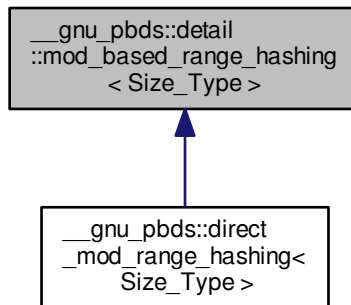 __gnu_pbds::detail
::mod_based_range_hashing
< Size_Type >
__gnu_pbds::direct
_mod_range_hashing<
Size_Type >